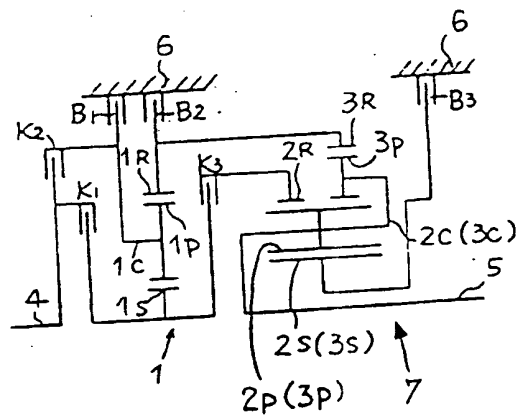 6
6
B1
B2
B3
3R
K2
1R
K3
2R
3P
K1
1P
1C
2C(3C)
1S
4
5
1
2S(3S)
7
2P(3P)